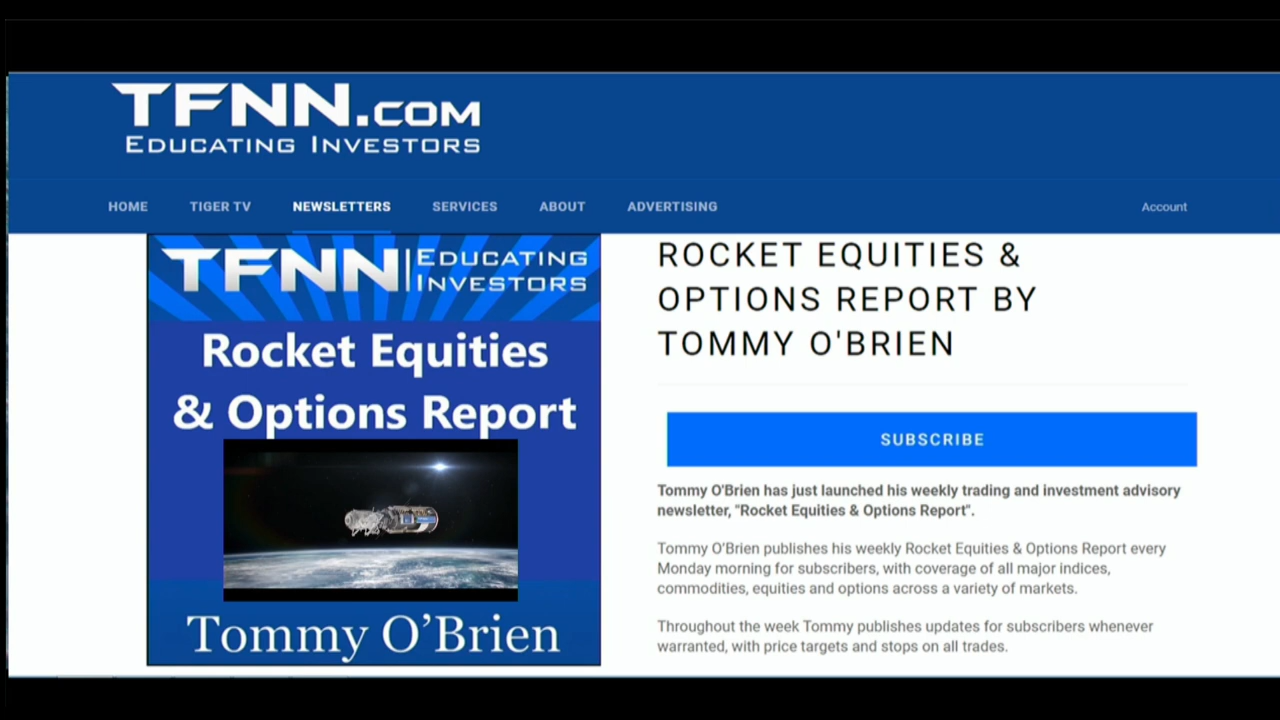 TFNN.COM
EDUCATING INVESTORS
HOME TIGER TV NEWSLETTERS SERVICES ABOUT ADVERTISING Account
TFNN EDUCATING
INVESTORS
Rocket Equities
& Options Report
Tommy O’Brien
ROCKET EQUITIES &
OPTIONS REPORT BY
TOMMY O'BRIEN
SUBSCRIBE
Tommy O'Brien has just launched his weekly trading and investment advisory
newsletter, "Rocket Equities & Options Report".
Tommy O’Brien publishes his weekly Rocket Equities & Options Report every
Monday morning for subscribers, with coverage of all major indices,
commodities, equities and options across a variety of markets.
Throughout the week Tommy publishes updates for subscribers whenever
warranted, with price targets and stops on all trades.